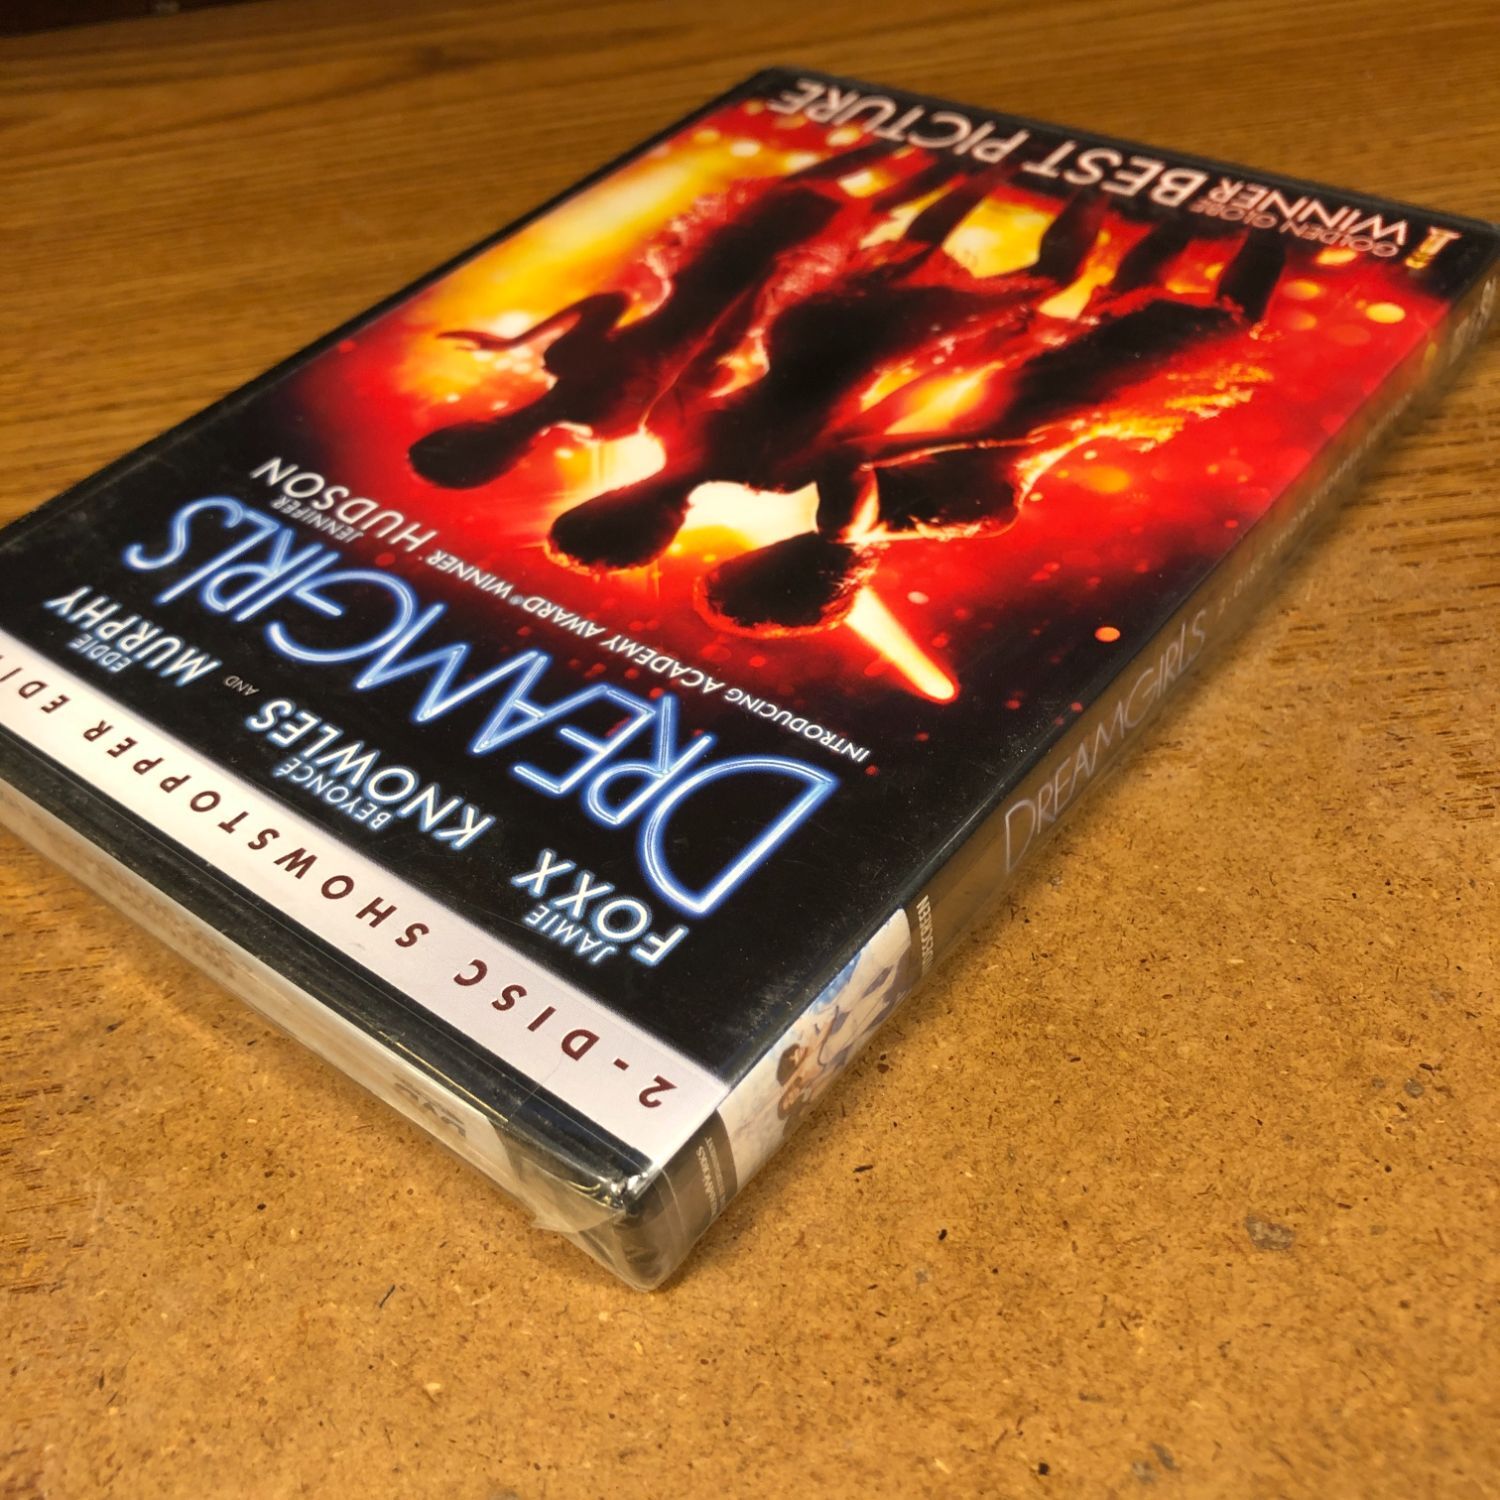 GOLDEN GLOBE
WINNER BEST PICTURE
INTRODUCING ACADEMY AWARD® WINNER® JENNIFER HUDSON
DREAMGIRLS
JAMIE FOXX BEYONCÉ KNOWLES AND EDDIE MURPHY
2-DISC SHOWSTOPPER EDI
DREAMGIRLS
WIDESCREEN